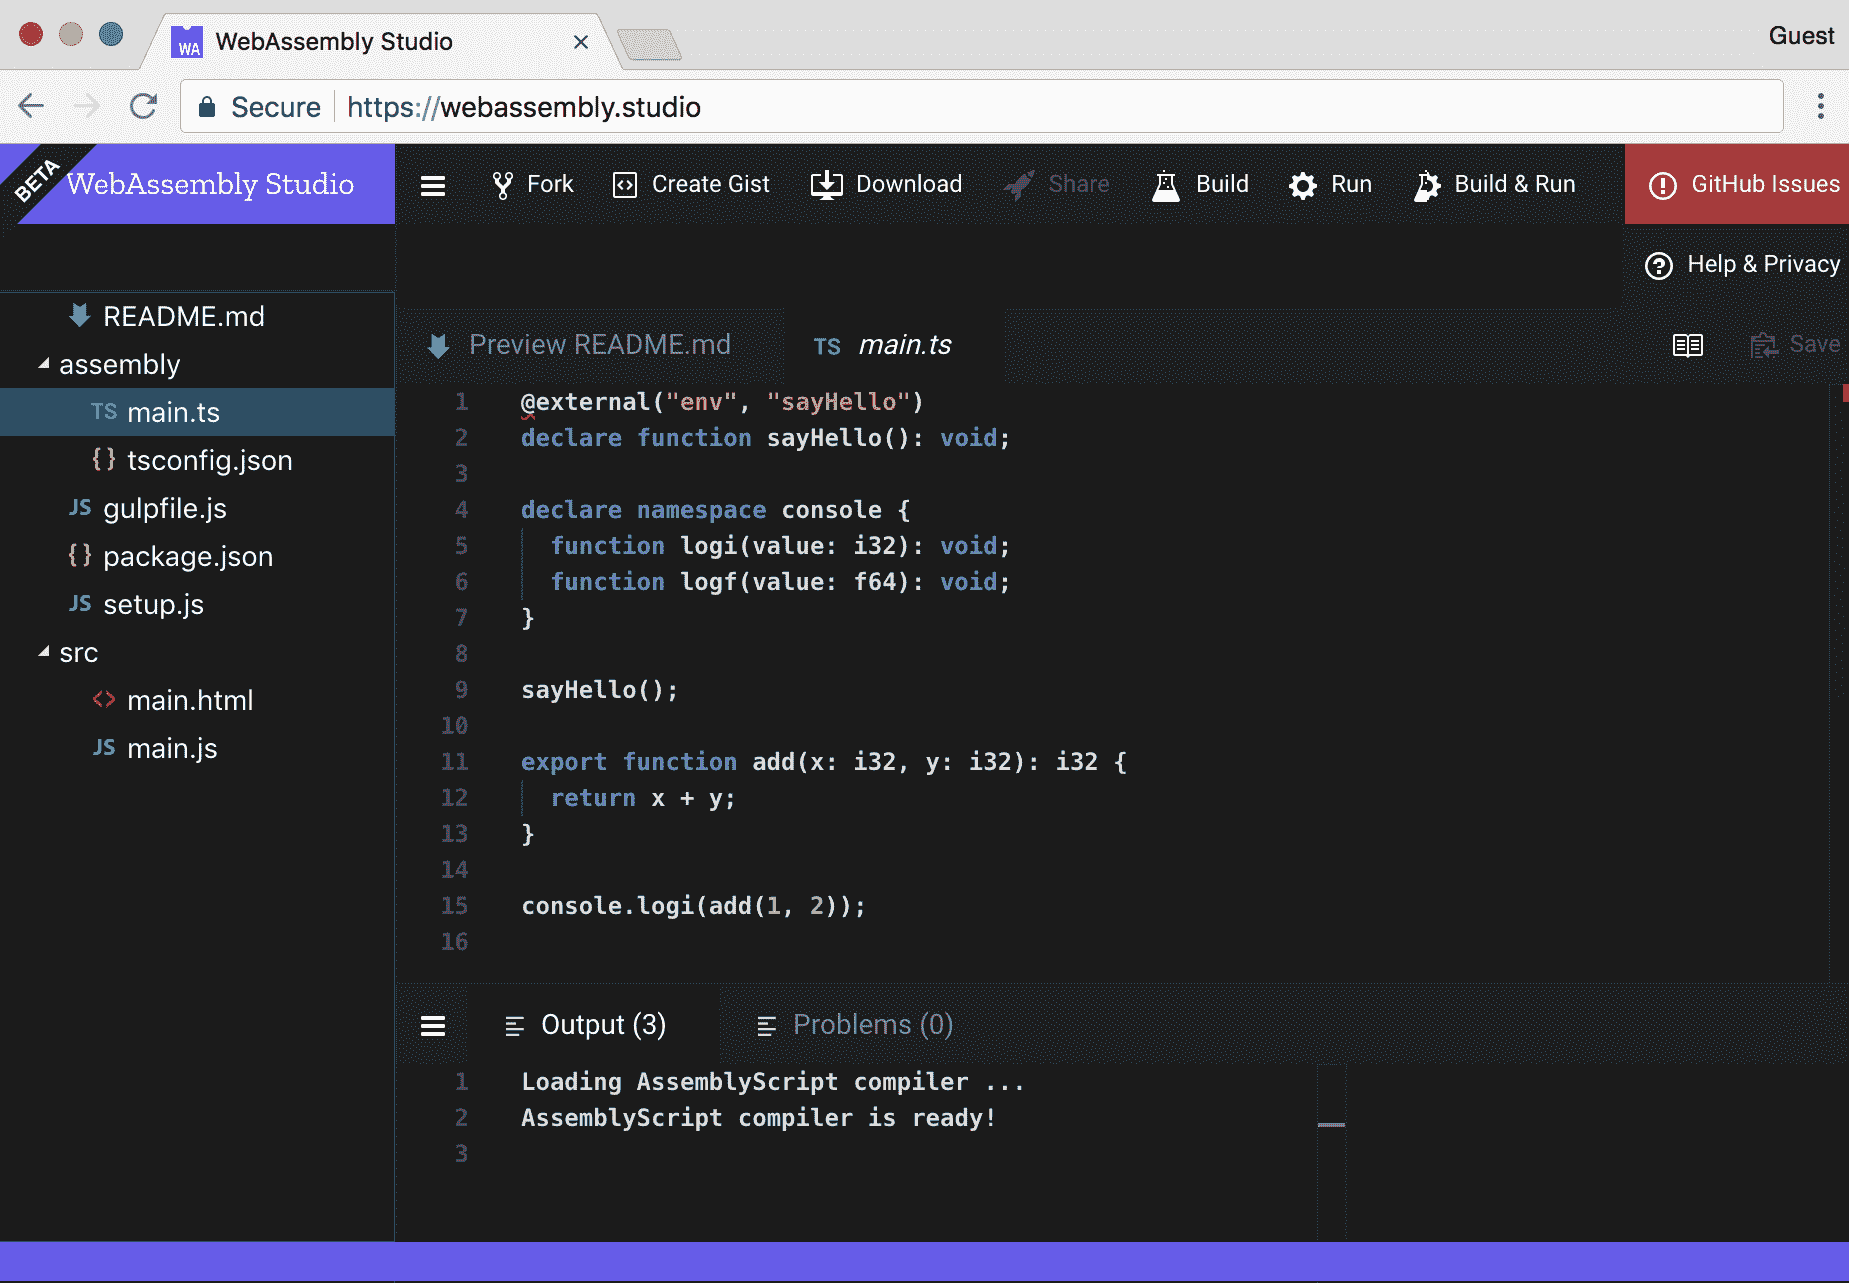 WebAssembly Studio
Guest
Secure
https://webassembly.studio
BETA
WebAssembly Studio
Fork
Create Gist
Download
Share
Build
Run
Build & Run
GitHub Issues
Help & Privacy
README.md
assembly
TS main.ts
{} tsconfig.json
JS gulpfile.js
{} package.json
JS setup.js
src
<> main.html
JS main.js
Preview README.md
TS main.ts
Save
1 @external("env", "sayHello")
2 declare function sayHello(): void;
3
4 declare namespace console {
5   function logi(value: i32): void;
6   function logf(value: f64): void;
7 }
8
9 sayHello();
10
11 export function add(x: i32, y: i32): i32 {
12   return x + y;
13 }
14
15 console.logi(add(1, 2));
16
Output (3)
Problems (0)
1 Loading AssemblyScript compiler ...
2 AssemblyScript compiler is ready!
3